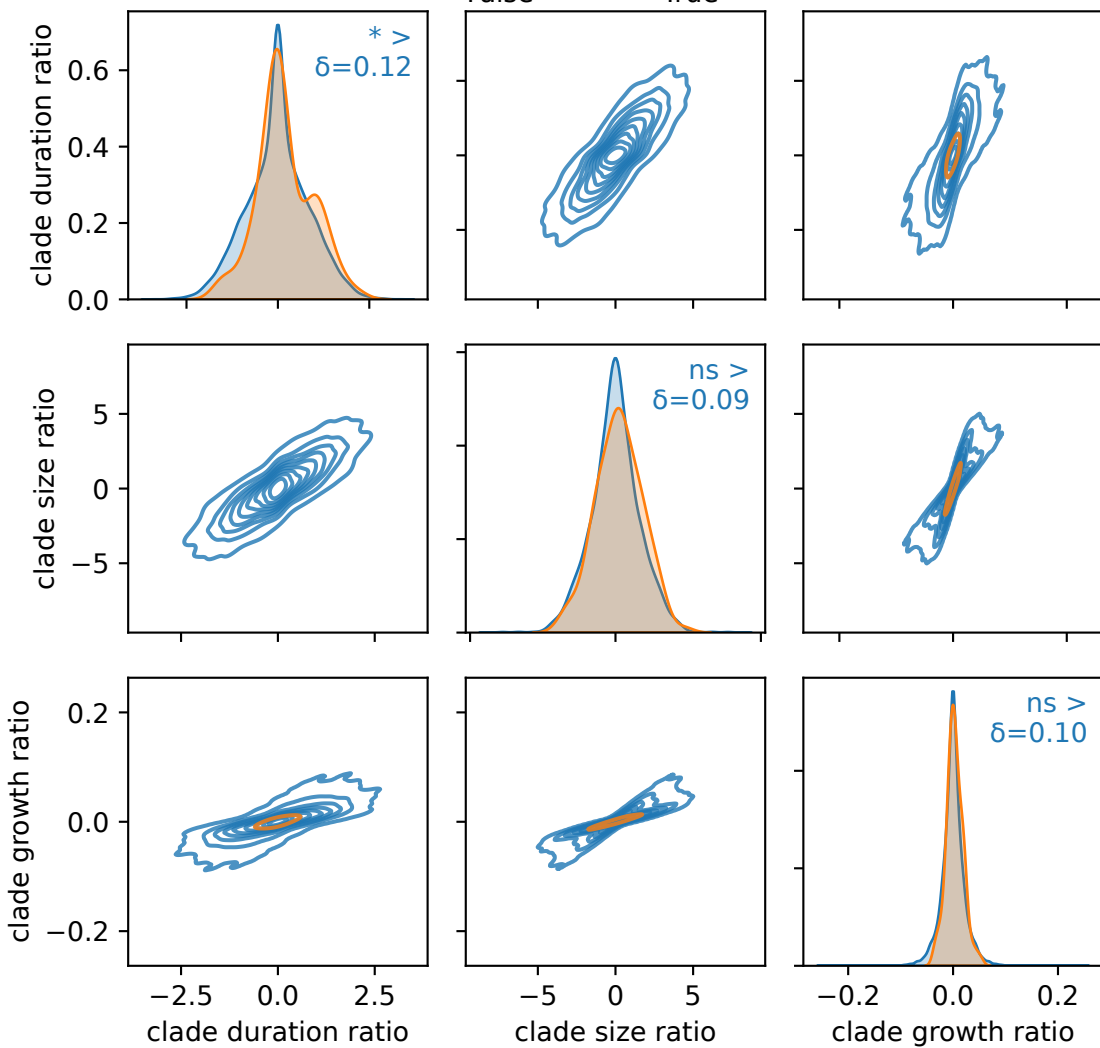 True
clade duration ratio
0.6
0.4
0.2
0.0
* >
δ=0.12
clade size ratio
5
0
−5
ns >
δ=0.09
clade growth ratio
0.2
0.0
−0.2
ns >
δ=0.10
−2.5 0.0 2.5
−5 0 5
−0.2 0.0 0.2
clade duration ratio
clade size ratio
clade growth ratio